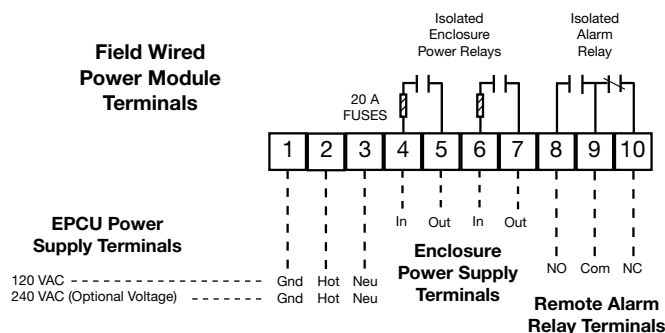 Field Wired
Power Module
Terminals
Isolated
Enclosure
Power Relays
Isolated
Alarm
Relay
20 A
FUSES
1 2 3 4 5 6 7 8 9 10
In Out In Out
EPCU Power
Supply Terminals
Enclosure
Power Supply
Terminals
NO Com NC
120 VAC Gnd Hot Neu
240 VAC (Optional Voltage) Gnd Hot Neu
Remote Alarm
Relay Terminals